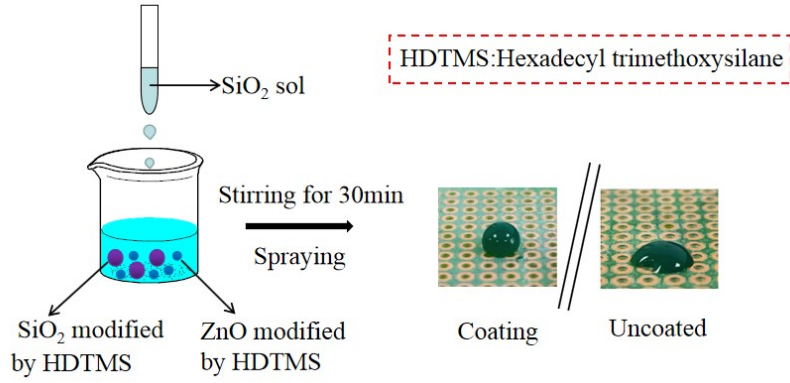 HDTMS:Hexadecyl trimethoxysilane
SiO₂ sol
Stirring for 30min
Spraying
SiO₂ modified
by HDTMS
ZnO modified
by HDTMS
Coating
Uncoated